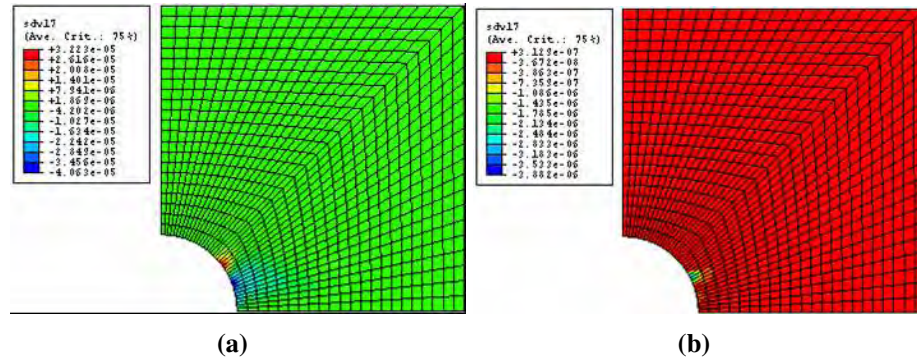 sdv17
(Ave. Crit.: 75%)
+3.223e-05
+2.616e-05
+2.008e-05
+1.401e-05
+7.941e-06
+1.869e-06
-4.202e-06
-1.027e-05
-1.634e-05
-2.242e-05
-2.849e-05
-3.456e-05
-4.063e-05
sdv17
(Ave. Crit.: 75%)
+3.129e-07
-3.672e-08
-3.863e-07
-7.359e-07
-1.086e-06
-1.435e-06
-1.785e-06
-2.134e-06
-2.484e-06
-2.833e-06
-3.183e-06
-3.533e-06
-3.882e-06
(a)
(b)